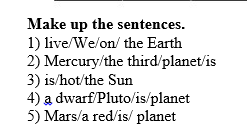 Make up the sentences.
1) live/We/on/ the Earth
2) Mercury/the third/planet/is
3) is/hot/the Sun
4) a dwarf/Pluto/is/planet
5) Mars/a red/is/ planet